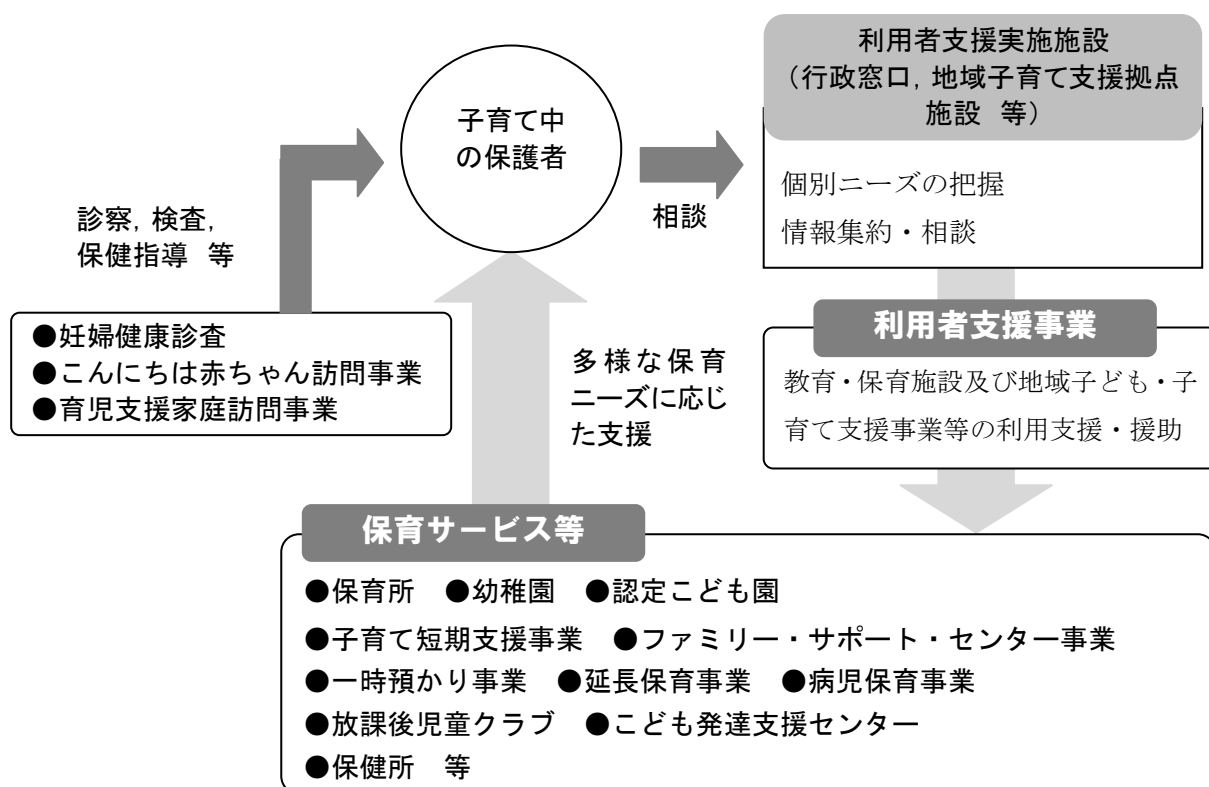 子育て中
の保護者
利用者支援実施施設
（行政窓口，地域子育て支援拠点
施設　等）
個別ニーズの把握
情報集約・相談
相談
診察，検査，
保健指導　等
●妊婦健康診査
●こんにちは赤ちゃん訪問事業
●育児支援家庭訪問事業
多様な保育
ニーズに応じ
た支援
利用者支援事業
教育・保育施設及び地域子ども・子
育て支援事業等の利用支援・援助
保育サービス等
●保育所　●幼稚園　●認定こども園
●子育て短期支援事業　●ファミリー・サポート・センター事業
●一時預かり事業　●延長保育事業　●病児保育事業
●放課後児童クラブ　●こども発達支援センター
●保健所　等